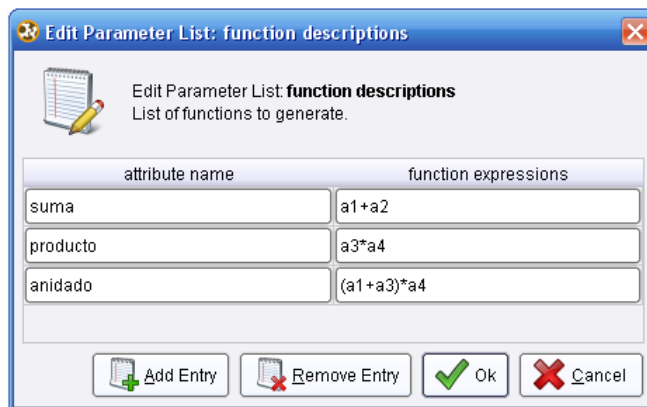 Edit Parameter List: function descriptions
Edit Parameter List: function descriptions
List of functions to generate.
attribute name function expressions
suma a1+a2
producto a3*a4
anidado (a1+a3)*a4
Add Entry Remove Entry Ok Cancel